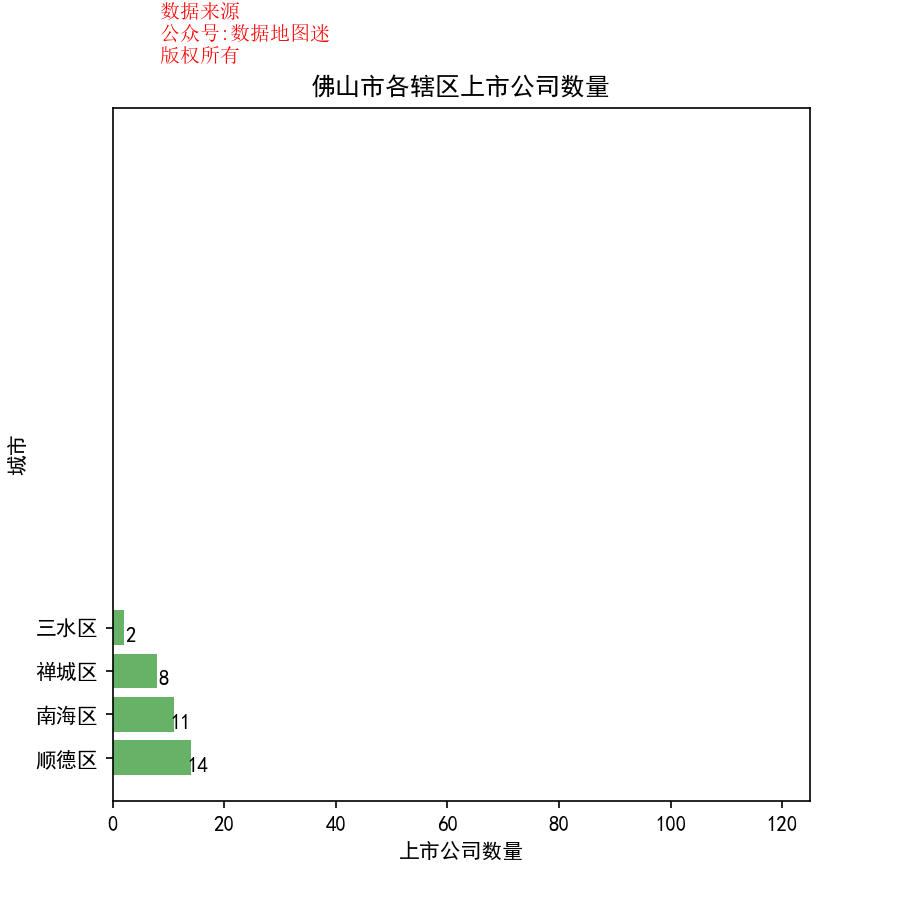 数据来源
公众号:数据地图迷
版权所有
佛山市各辖区上市公司数量
城市
三水区
2
禅城区
8
南海区
11
顺德区
14
0 20 40 60 80 100 120
上市公司数量